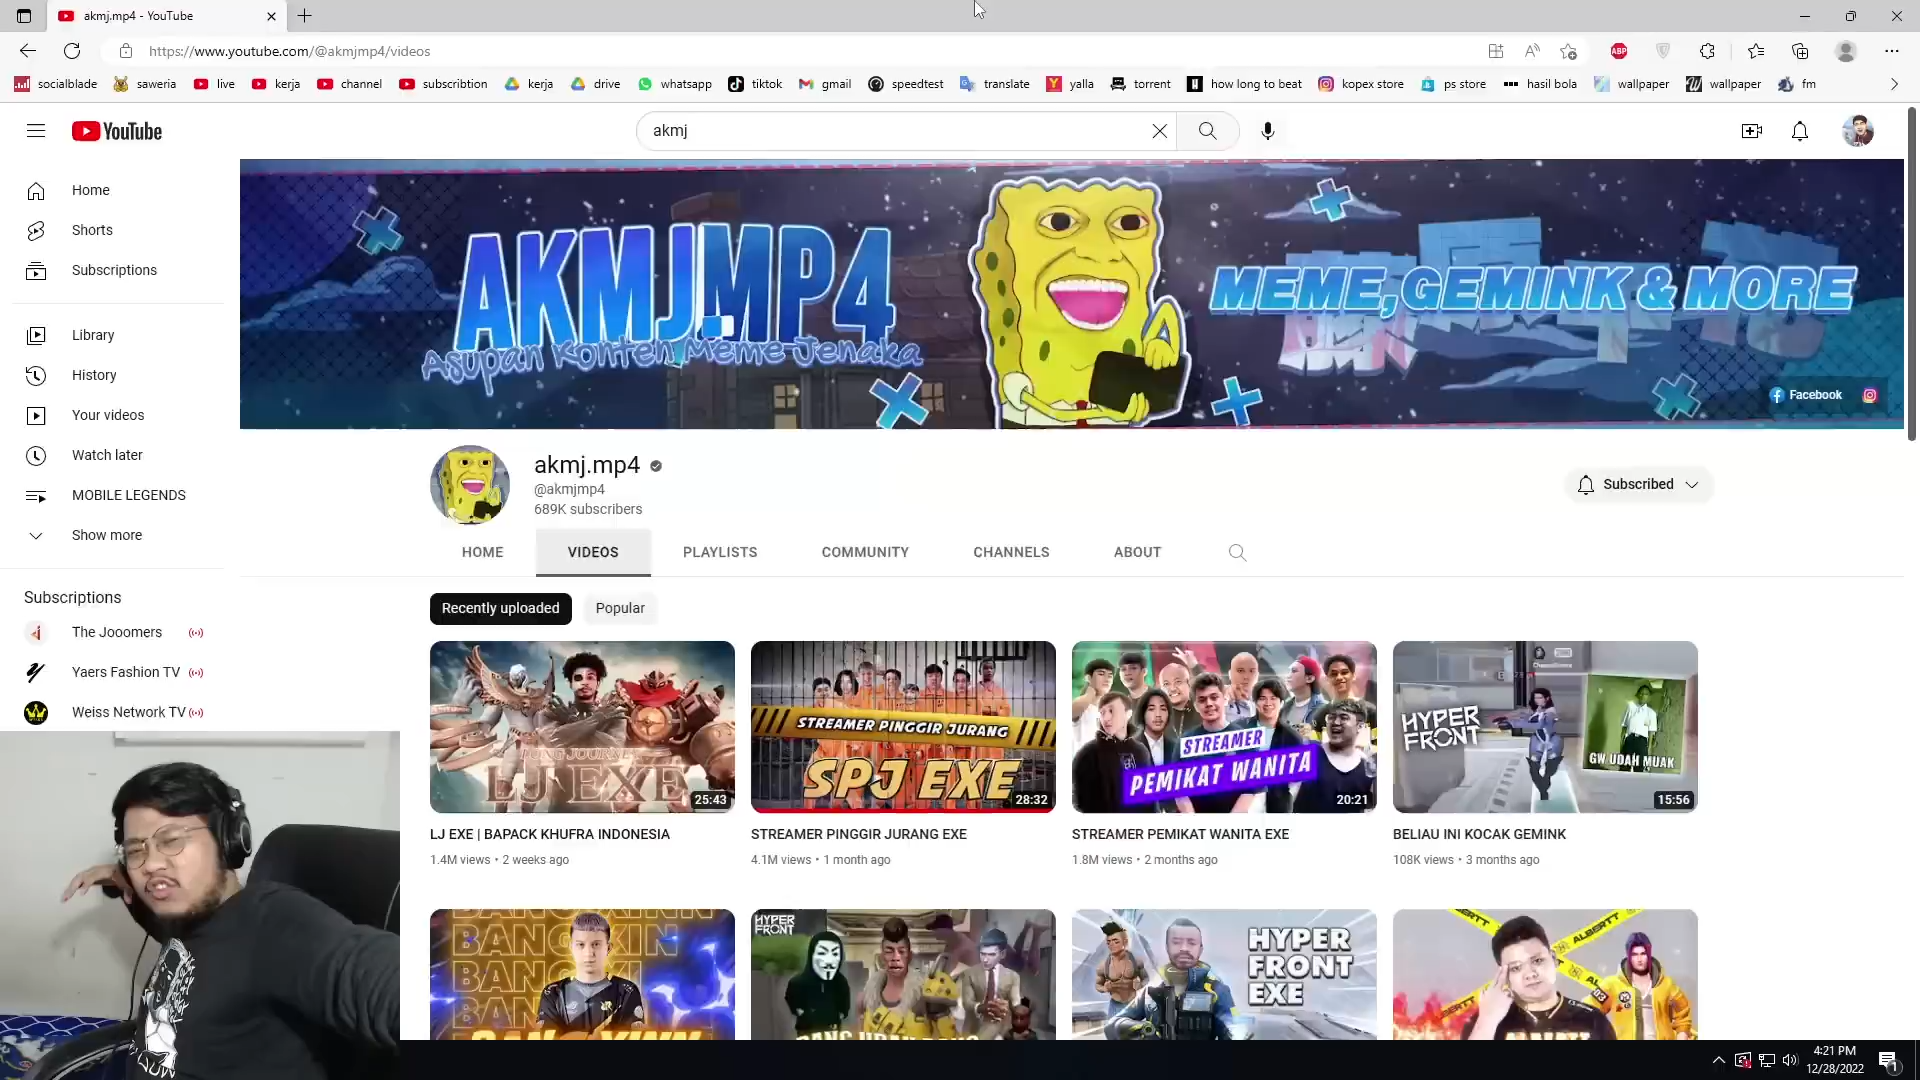 akmj.mp4 - YouTube
https://www.youtube.com/@akmjmp4/videos
ABP
socialblade
saweria
live
kerja
channel
subscribtion
kerja
drive
whatsapp
tiktok
gmail
speedtest
translate
yalla
torrent
how long to beat
kopex store
ps store
hasil bola
wallpaper
wallpaper
fm
YouTube
akmj
Home
Shorts
Subscriptions
Library
History
Your videos
Watch later
MOBILE LEGENDS
Show more
Subscriptions
The Jooomers
Yaers Fashion TV
Weiss Network TV
AKMJMP4
Asupan Konten Meme Jenaka
MEME,GEMINK & MORE
Facebook
akmj.mp4
@akmjmp4
689K subscribers
Subscribed
HOME
VIDEOS
PLAYLISTS
COMMUNITY
CHANNELS
ABOUT
Recently uploaded
Popular
LJ EXE
25:43
STREAMER PINGGIR JURANG
SPJ EXE
28:32
STREAMER
PEMIKAT WANITA
20:21
HYPER
FRONT
GW UDAH MUAK
15:56
LJ EXE | BAPACK KHUFRA INDONESIA
1.4M views • 2 weeks ago
STREAMER PINGGIR JURANG EXE
4.1M views • 1 month ago
STREAMER PEMIKAT WANITA EXE
1.8M views • 2 months ago
BELIAU INI KOCAK GEMINK
108K views • 3 months ago
BANG XINN
HYPER
FRONT
HYPER
FRONT
EXE
ALBERTT
ALBERTT
4:21 PM
12/28/2022
1